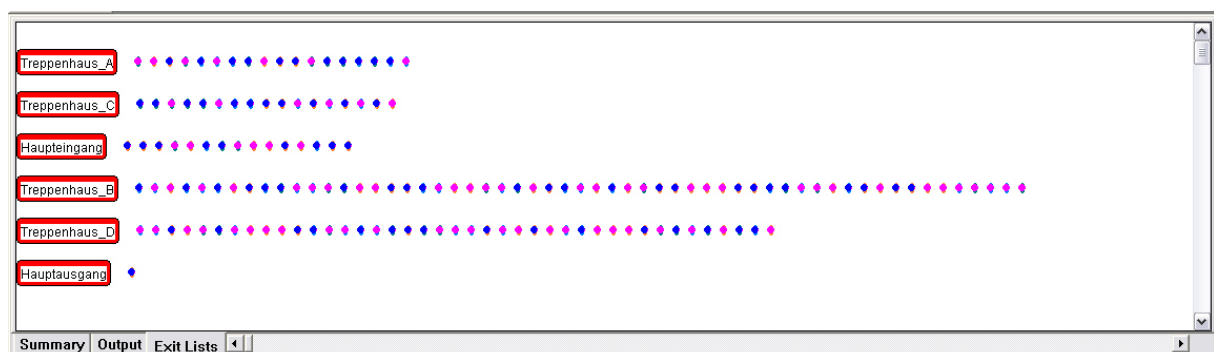 Treppenhaus_A
Treppenhaus_C
Haupteingang
Treppenhaus_B
Treppenhaus_D
Hauptausgang
Summary Output Exit Lists